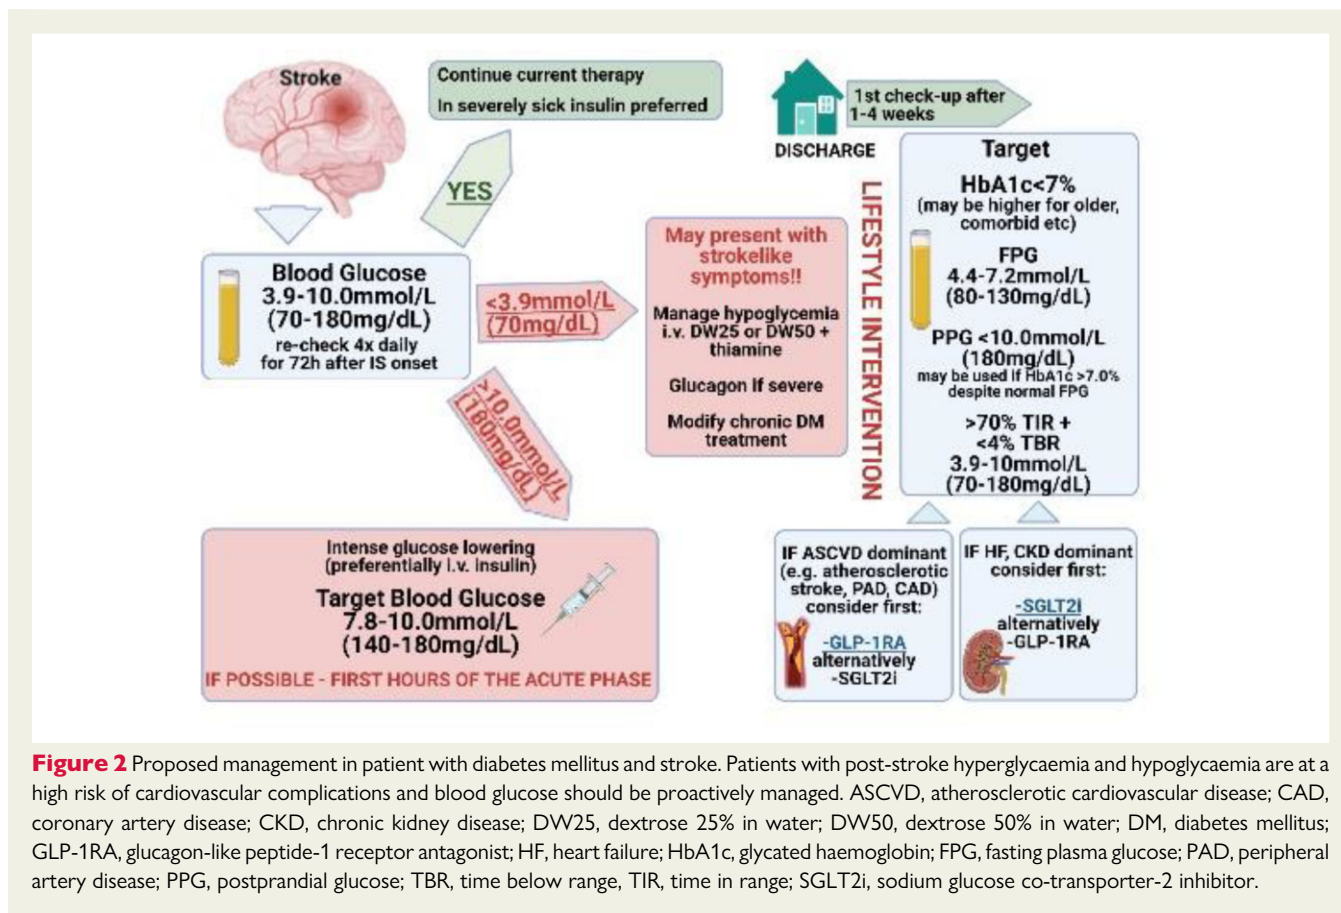 Stroke
Continue current therapy
In severely sick insulin preferred
YES
Blood Glucose
3.9-10.0mmol/L
(70-180mg/dL)
re-check 4x daily
for 72h after IS onset
<3.9mmol/L
(70mg/dL)
May present with
strokelike
symptoms!!
Manage hypoglycemia
i.v. DW25 or DW50 +
thiamine
Glucagon if severe
Modify chronic DM
treatment
>10.0mmol/L
(180mg/dL)
Intense glucose lowering
(preferentially i.v. insulin)
Target Blood Glucose
7.8-10.0mmol/L
(140-180mg/dL)
IF POSSIBLE - FIRST HOURS OF THE ACUTE PHASE
DISCHARGE
1st check-up after
1-4 weeks
LIFESTYLE INTERVENTION
Target
HbA1c<7%
(may be higher for older,
comorbid etc)
FPG
4.4-7.2mmol/L
(80-130mg/dL)
PPG <10.0mmol/L
(180mg/dL)
may be used if HbA1c >7.0%
despite normal FPG
>70% TIR +
<4% TBR
3.9-10mmol/L
(70-180mg/dL)
IF ASCVD dominant
(e.g. atherosclerotic
stroke, PAD, CAD)
consider first:
-GLP-1RA
alternatively
-SGLT2i
IF HF, CKD dominant
consider first:
-SGLT2i
alternatively
-GLP-1RA
Figure 2 Proposed management in patient with diabetes mellitus and stroke. Patients with post-stroke hyperglycaemia and hypoglycaemia are at a
high risk of cardiovascular complications and blood glucose should be proactively managed. ASCVD, atherosclerotic cardiovascular disease; CAD,
coronary artery disease; CKD, chronic kidney disease; DW25, dextrose 25% in water; DW50, dextrose 50% in water; DM, diabetes mellitus;
GLP-1RA, glucagon-like peptide-1 receptor antagonist; HF, heart failure; HbA1c, glycated haemoglobin; FPG, fasting plasma glucose; PAD, peripheral
artery disease; PPG, postprandial glucose; TBR, time below range, TIR, time in range; SGLT2i, sodium glucose co-transporter-2 inhibitor.